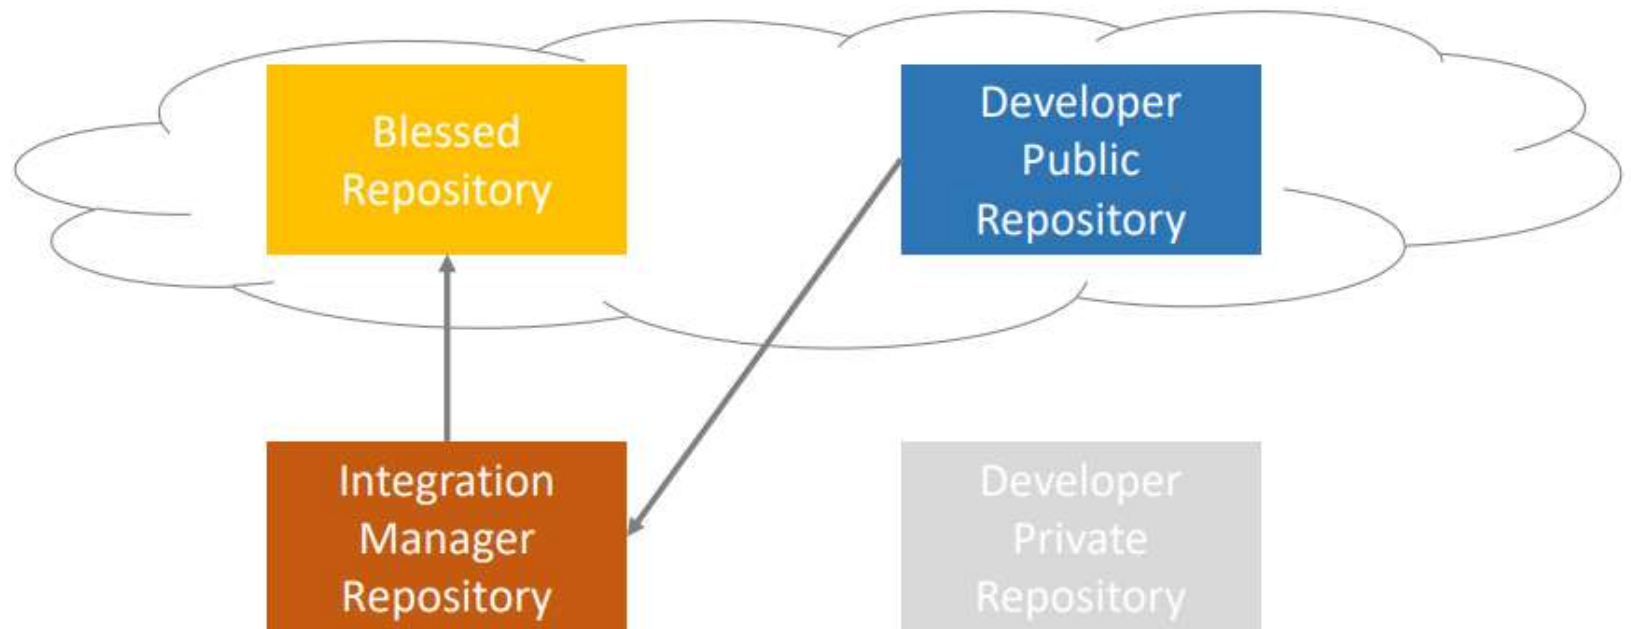 Blessed
Repository
Developer
Public
Repository
Integration
Manager
Repository
Developer
Private
Repository